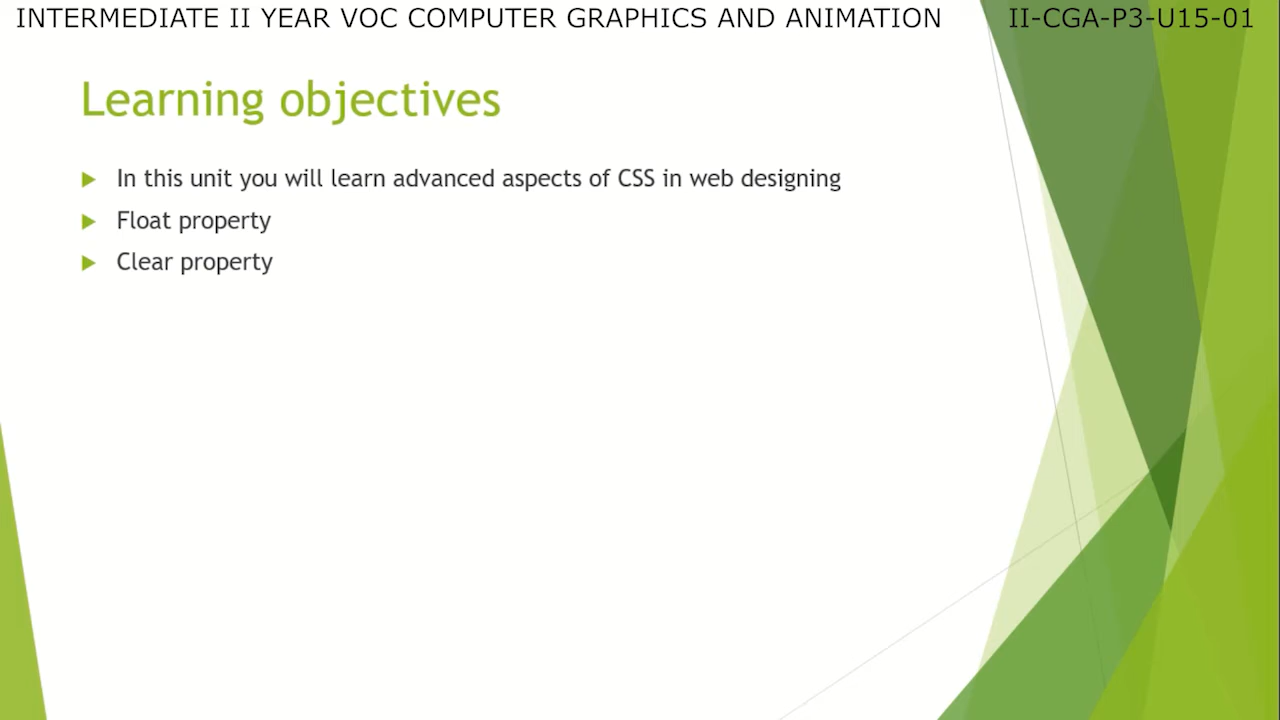 INTERMEDIATE II YEAR VOC COMPUTER GRAPHICS AND ANIMATION II-CGA-P3-U15-01
Learning objectives
In this unit you will learn advanced aspects of CSS in web designing
Float property
Clear property